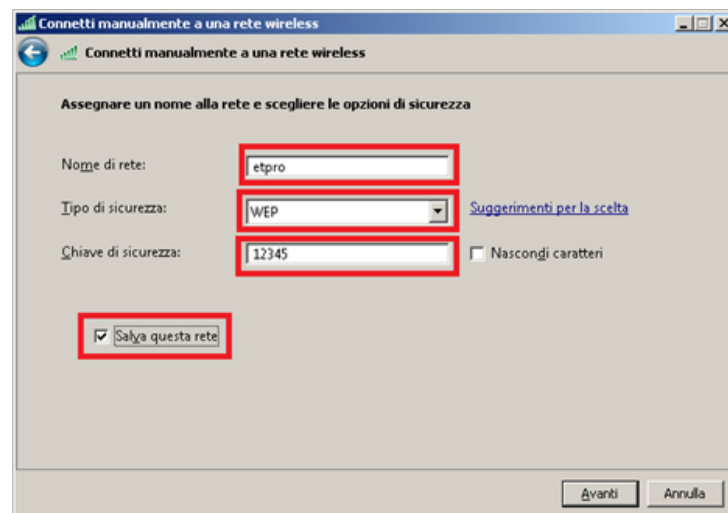 Connetti manualmente a una rete wireless
Connetti manualmente a una rete wireless
Assegnare un nome alla rete e scegliere le opzioni di sicurezza
Nome di rete: etpro
Tipo di sicurezza: WEP Suggerimenti per la scelta
Chiave di sicurezza: 12345 Nascondi caratteri
Salva questa rete
Avanti Annulla